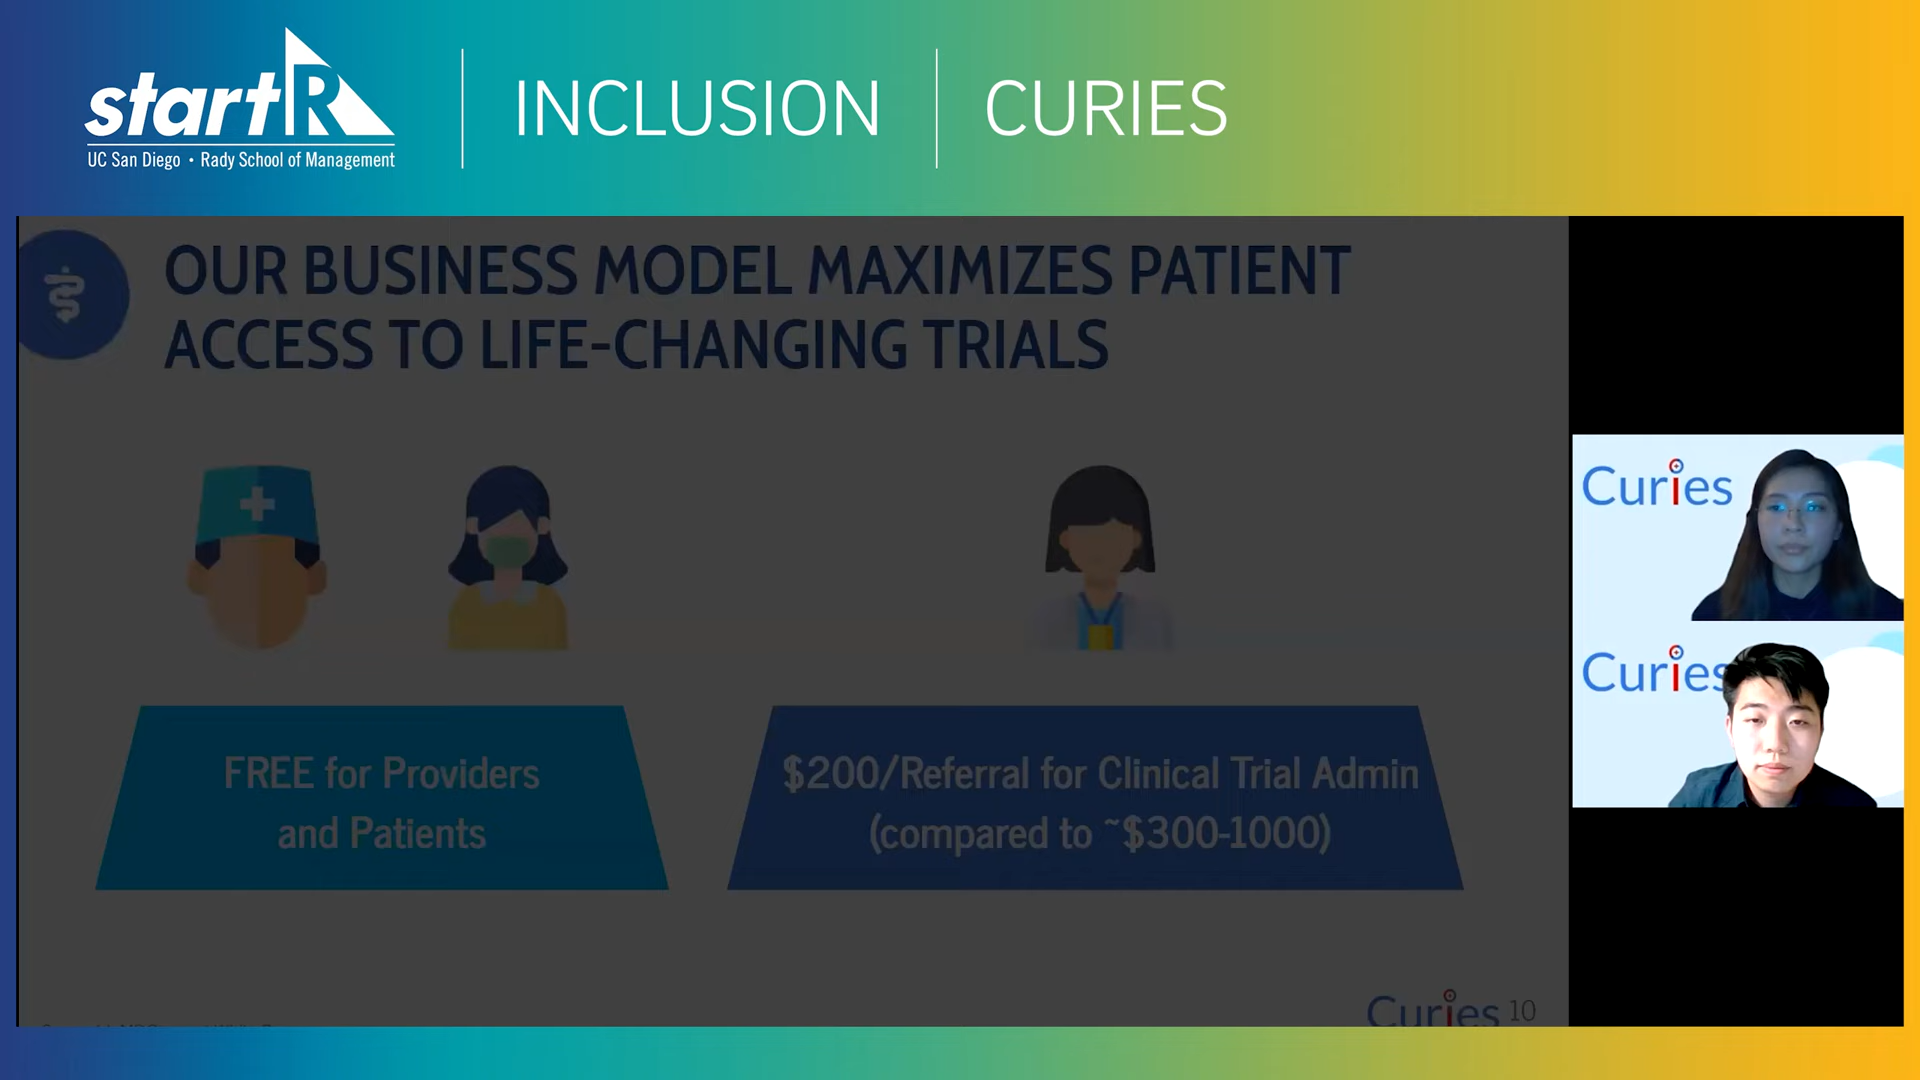 startR
UC San Diego • Rady School of Management
INCLUSION
CURIES
OUR BUSINESS MODEL MAXIMIZES PATIENT
ACCESS TO LIFE-CHANGING TRIALS
FREE for Providers
and Patients
$200/Referral for Clinical Trial Admin
(compared to ~$300-1000)
Curies 10
Curies
Curies